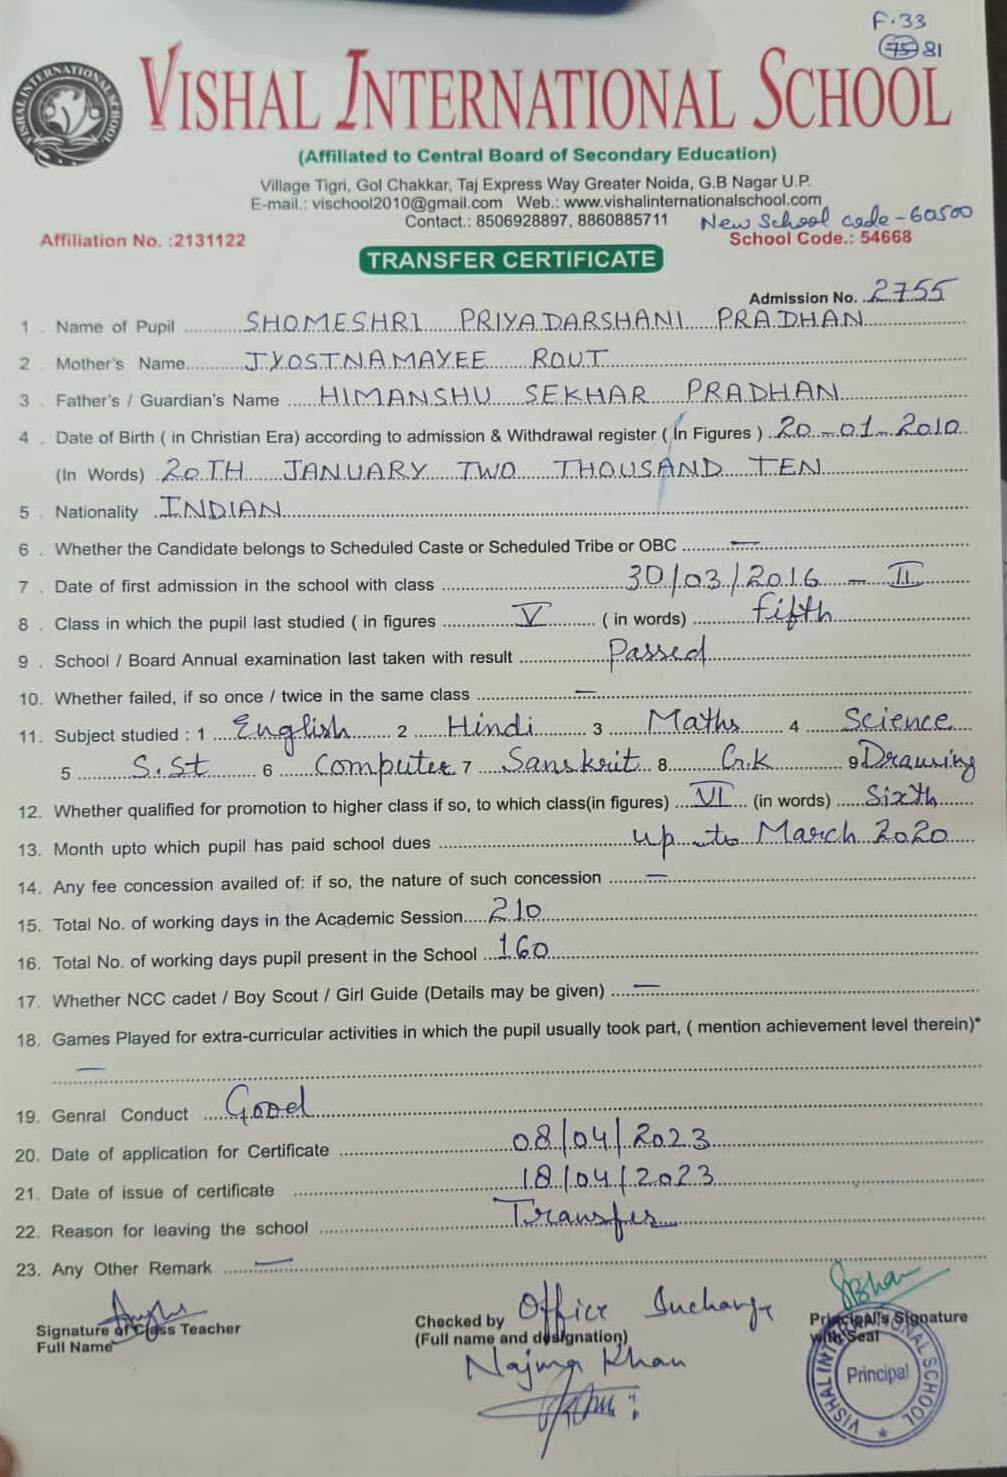 F.33
(75) 81
VISHAL INTERNATIONAL SCHOOL
(Affiliated to Central Board of Secondary Education)
Village Tigri, Gol Chakkar, Taj Express Way Greater Noida, G.B Nagar U.P.
E-mail.: vischool2010@gmail.com Web.: www.vishalinternationalschool.com
Contact.: 8506928897, 8860885711 New School code - 60500
Affiliation No. :2131122 School Code.: 54668
TRANSFER CERTIFICATE
Admission No. 2755
1 . Name of Pupil SHOMESHRI PRIYADARSHANI PRADHAN
2 . Mother's Name JYOSTNAMAYEE ROUT
3 . Father's / Guardian's Name HIMANSHU SEKHAR PRADHAN
4 . Date of Birth ( in Christian Era) according to admission & Withdrawal register ( In Figures ) 20-01-2010
(In Words) 20TH JANUARY TWO THOUSAND TEN
5 . Nationality INDIAN
6 . Whether the Candidate belongs to Scheduled Caste or Scheduled Tribe or OBC —
7 . Date of first admission in the school with class 30/03/2016 - II
8 . Class in which the pupil last studied ( in figures V ( in words) fifth
9 . School / Board Annual examination last taken with result Passed
10. Whether failed, if so once / twice in the same class —
11. Subject studied : 1 English 2 Hindi 3 Maths 4 Science
5 S.St 6 Computer 7 Sanskrit 8. G.K 9 Drawing
12. Whether qualified for promotion to higher class if so, to which class(in figures) VI (in words) Sixth
13. Month upto which pupil has paid school dues up to March 2020
14. Any fee concession availed of: if so, the nature of such concession —
15. Total No. of working days in the Academic Session 210
16. Total No. of working days pupil present in the School 160
17. Whether NCC cadet / Boy Scout / Girl Guide (Details may be given) —
18. Games Played for extra-curricular activities in which the pupil usually took part, ( mention achievement level therein)*
—
19. Genral Conduct Good
20. Date of application for Certificate 08/04/2023
21. Date of issue of certificate 18/04/2023
22. Reason for leaving the school Transfer
23. Any Other Remark —
Signature of Class Teacher
Full Name
Checked by Office Incharge
(Full name and designation)
Najma Khan
Principal's Signature
with Seal
VISHAL INTERNATIONAL SCHOOL
Principal